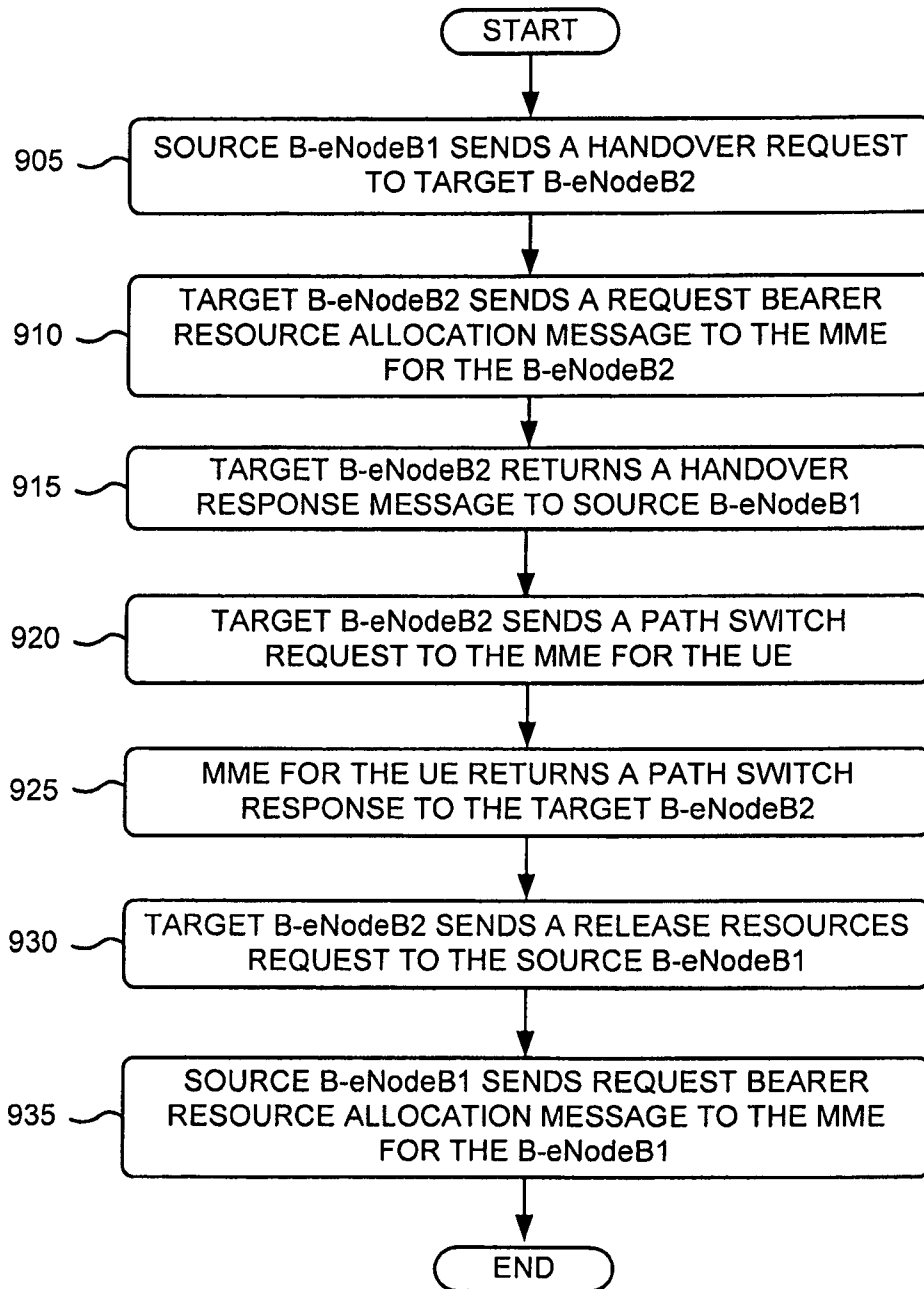 START
905
SOURCE B-eNodeB1 SENDS A HANDOVER REQUEST
TO TARGET B-eNodeB2
910
TARGET B-eNodeB2 SENDS A REQUEST BEARER
RESOURCE ALLOCATION MESSAGE TO THE MME
FOR THE B-eNodeB2
915
TARGET B-eNodeB2 RETURNS A HANDOVER
RESPONSE MESSAGE TO SOURCE B-eNodeB1
920
TARGET B-eNodeB2 SENDS A PATH SWITCH
REQUEST TO THE MME FOR THE UE
925
MME FOR THE UE RETURNS A PATH SWITCH
RESPONSE TO THE TARGET B-eNodeB2
930
TARGET B-eNodeB2 SENDS A RELEASE RESOURCES
REQUEST TO THE SOURCE B-eNodeB1
935
SOURCE B-eNodeB1 SENDS REQUEST BEARER
RESOURCE ALLOCATION MESSAGE TO THE MME
FOR THE B-eNodeB1
END